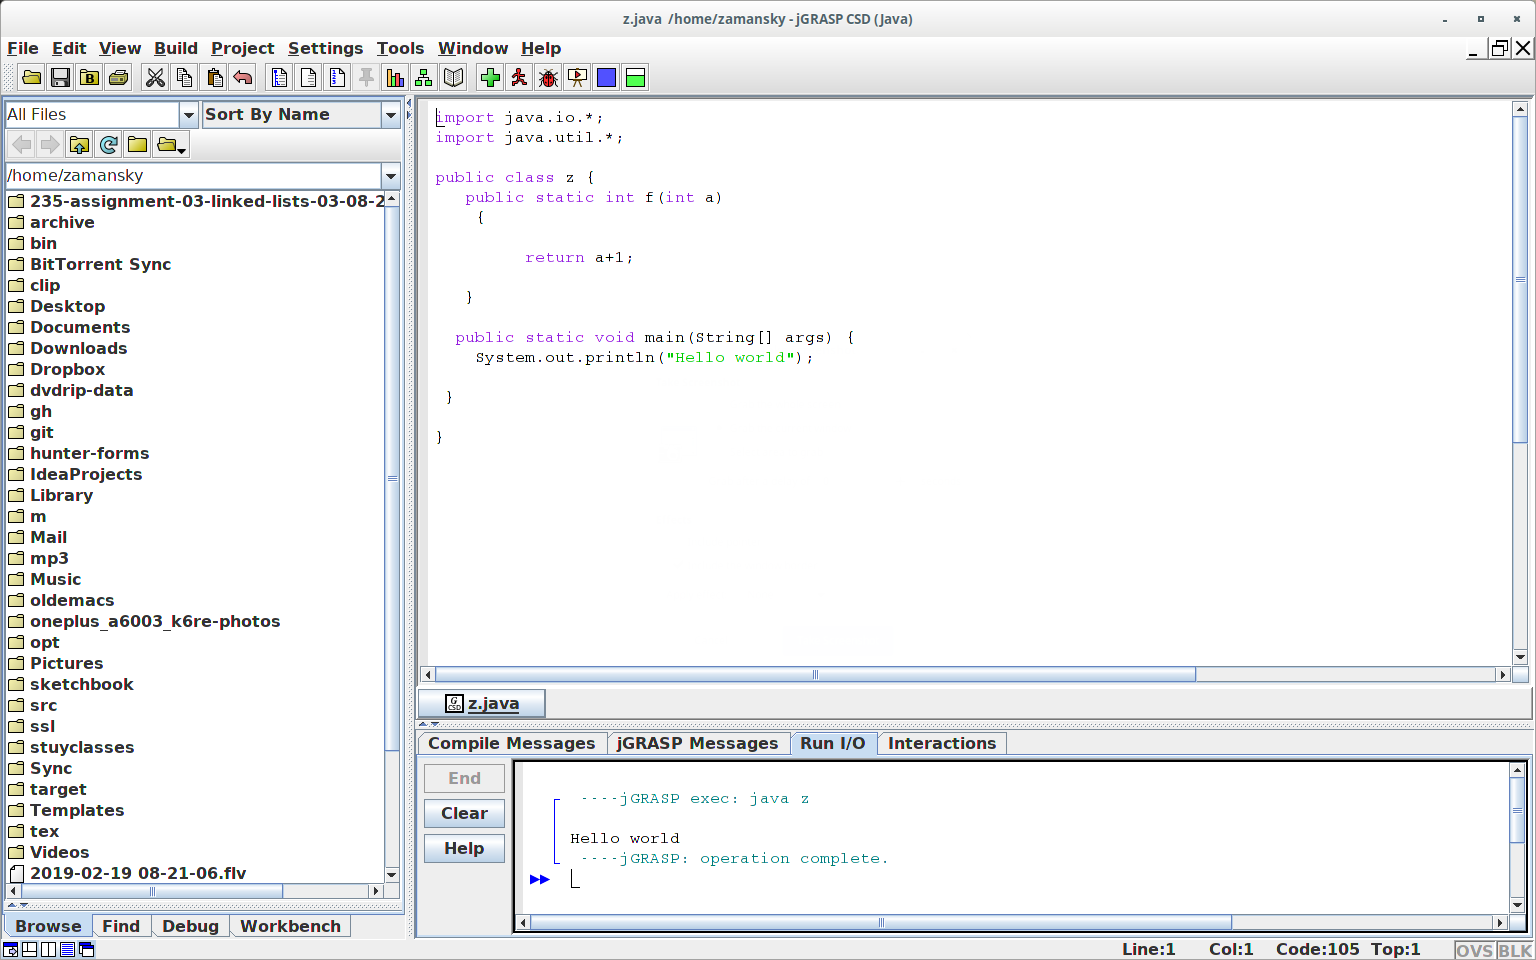 z.java /home/zamansky - jGRASP CSD (Java)
File Edit View Build Project Settings Tools Window Help
All Files
Sort By Name
/home/zamansky
235-assignment-03-linked-lists-03-08-2
archive
bin
BitTorrent Sync
clip
Desktop
Documents
Downloads
Dropbox
dvdrip-data
gh
git
hunter-forms
IdeaProjects
Library
m
Mail
mp3
Music
oldemacs
oneplus_a6003_k6re-photos
opt
Pictures
sketchbook
src
ssl
stuyclasses
Sync
target
Templates
tex
Videos
2019-02-19 08-21-06.flv
Browse Find Debug Workbench
import java.io.*;
import java.util.*;
public class z {
public static int f(int a)
{
return a+1;
}
public static void main(String[] args) {
System.out.println("Hello world");
}
}
z.java
Compile Messages jGRASP Messages Run I/O Interactions
End
Clear
Help
----jGRASP exec: java z
Hello world
----jGRASP: operation complete.
Line:1 Col:1 Code:105 Top:1 OVS BLK